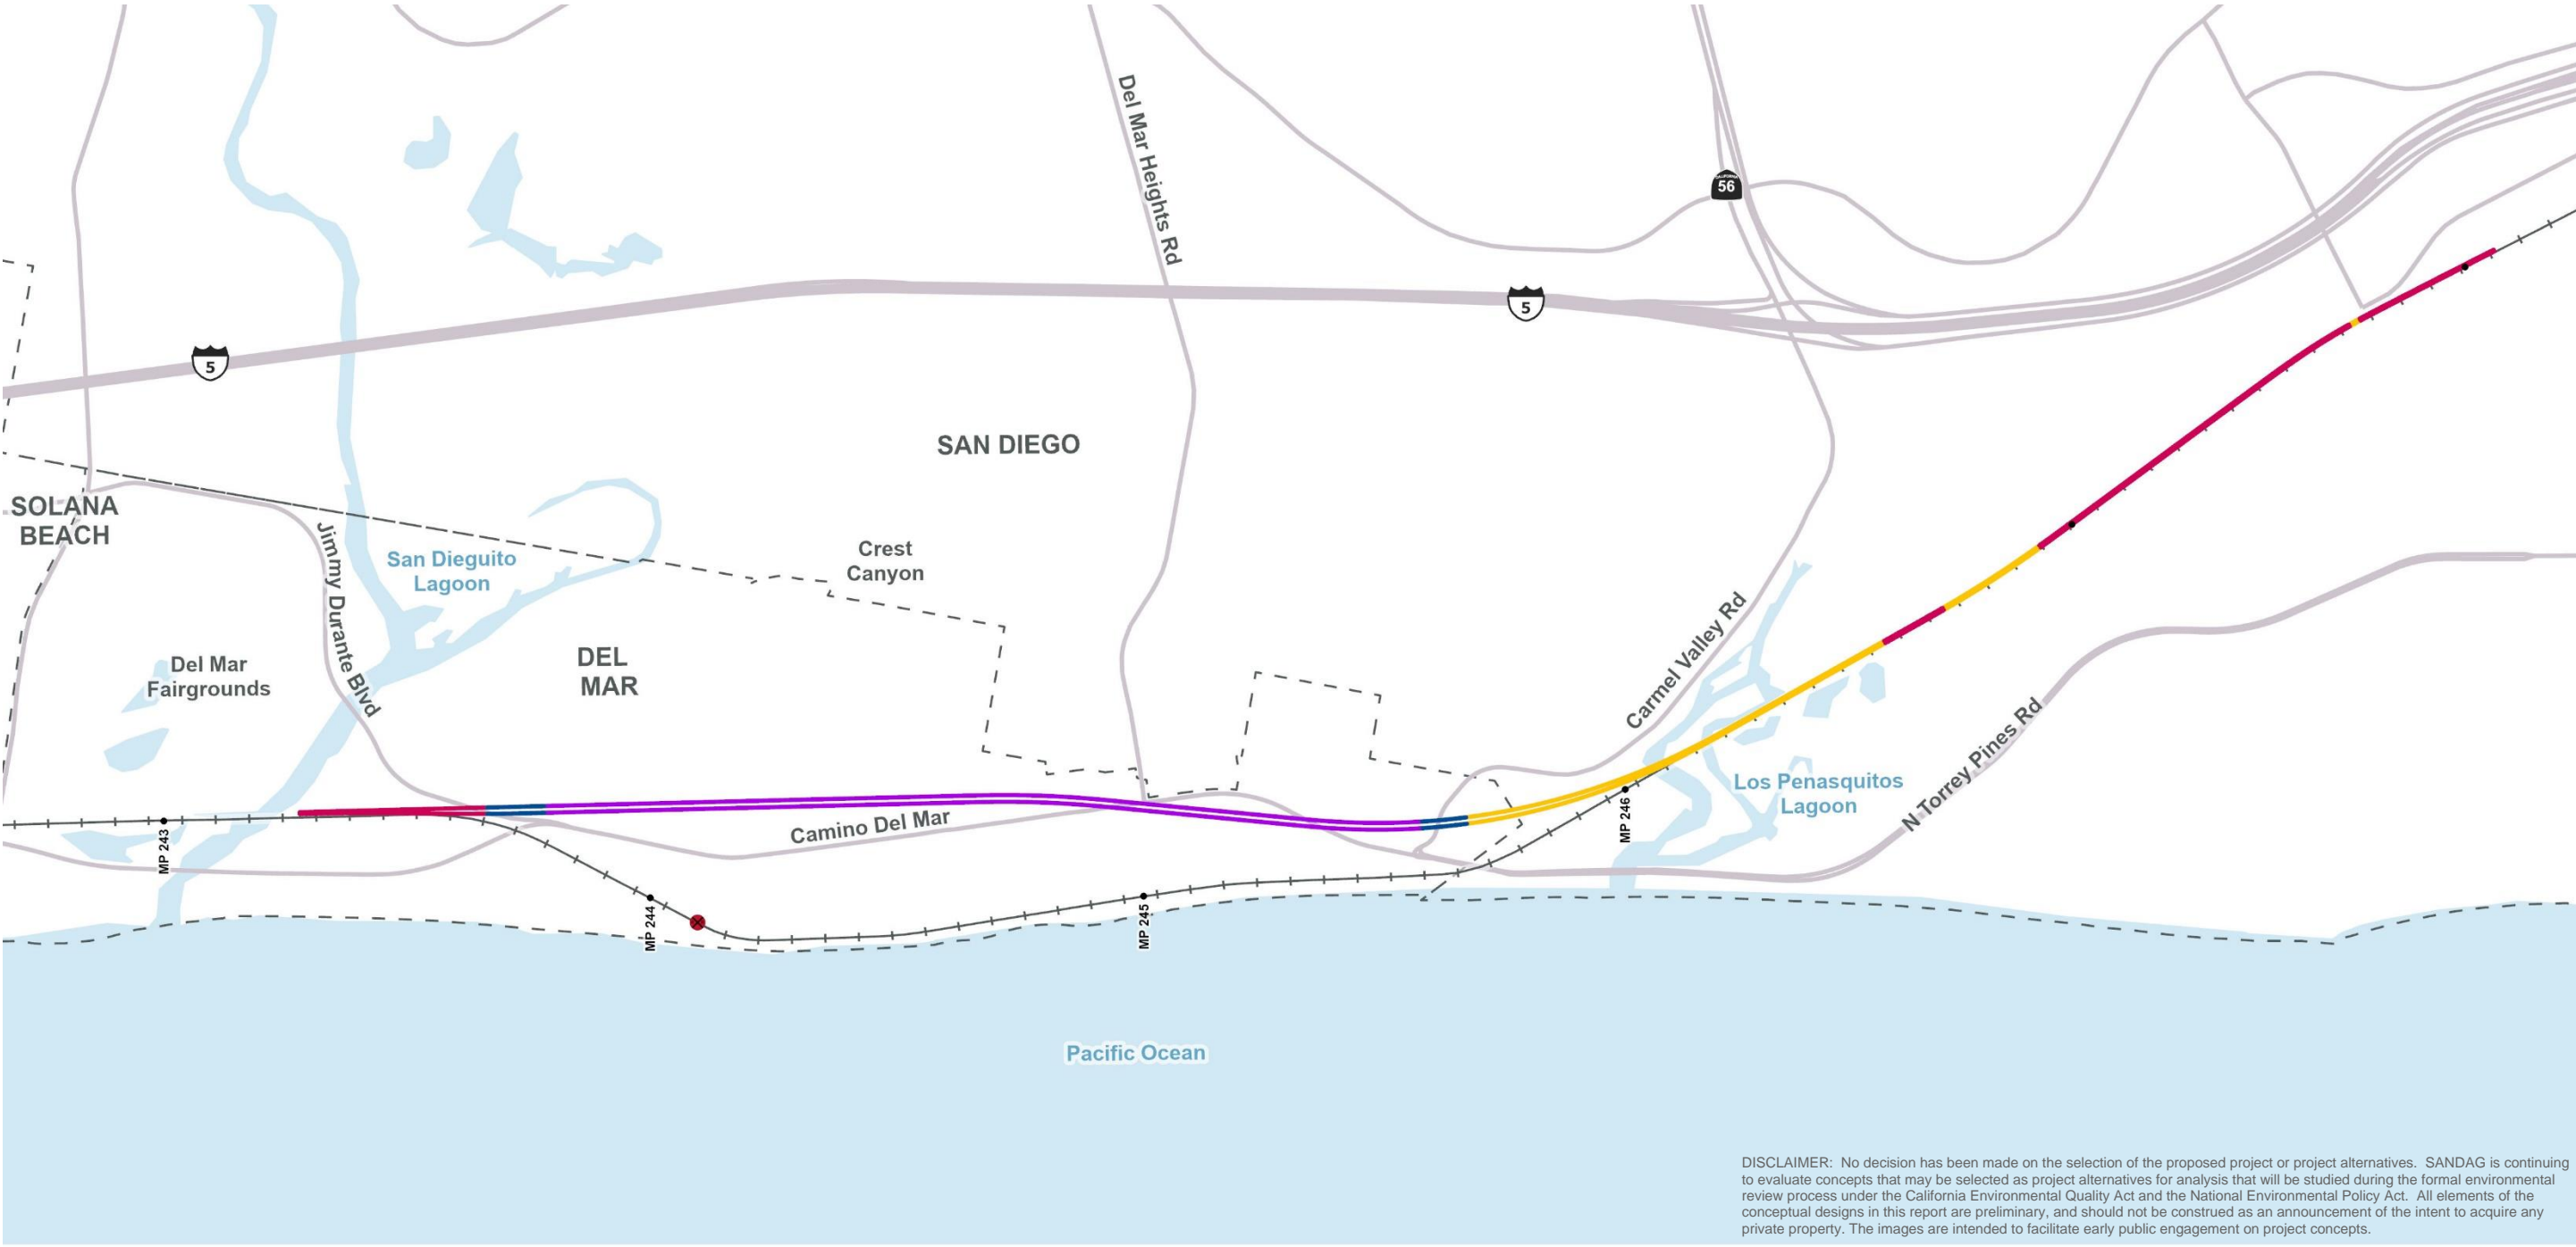 Del Mar Heights Rd
CALIFORNIA
56
5
5
SAN DIEGO
SOLANA
BEACH
Jimmy Durante Blvd
San Dieguito
Lagoon
Crest
Canyon
Del Mar
Fairgrounds
DEL
MAR
Carmel Valley Rd
N Torrey Pines Rd
Los Penasquitos
Lagoon
Camino Del Mar
MP 243
MP 244
MP 245
MP 246
Pacific Ocean
DISCLAIMER: No decision has been made on the selection of the proposed project or project alternatives. SANDAG is continuing
to evaluate concepts that may be selected as project alternatives for analysis that will be studied during the formal environmental
review process under the California Environmental Quality Act and the National Environmental Policy Act. All elements of the
conceptual designs in this report are preliminary, and should not be construed as an announcement of the intent to acquire any
private property. The images are intended to facilitate early public engagement on project concepts.